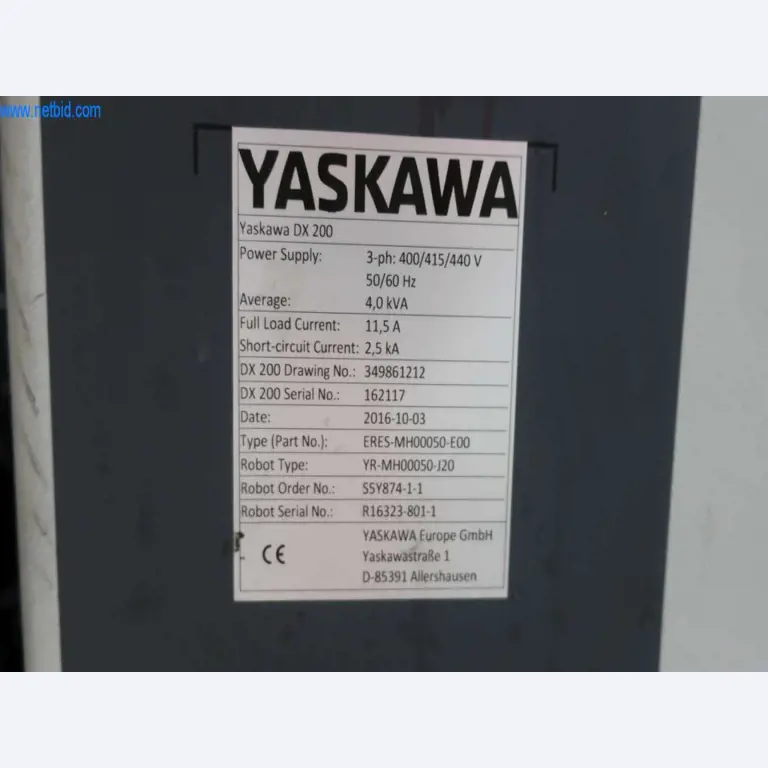 www.netbid.com
YASKAWA
Yaskawa DX 200
Power Supply: 3-ph: 400/415/440 V
50/60 Hz
Average: 4,0 kVA
Full Load Current: 11,5 A
Short-circuit Current: 2,5 kA
DX 200 Drawing No.: 349861212
DX 200 Serial No.: 162117
Date: 2016-10-03
Type (Part No.): ERES-MH00050-E00
Robot Type: YR-MH00050-J20
Robot Order No.: S5Y874-1-1
Robot Serial No.: R16323-801-1
CE
YASKAWA Europe GmbH
Yaskawastraße 1
D-85391 Allershausen